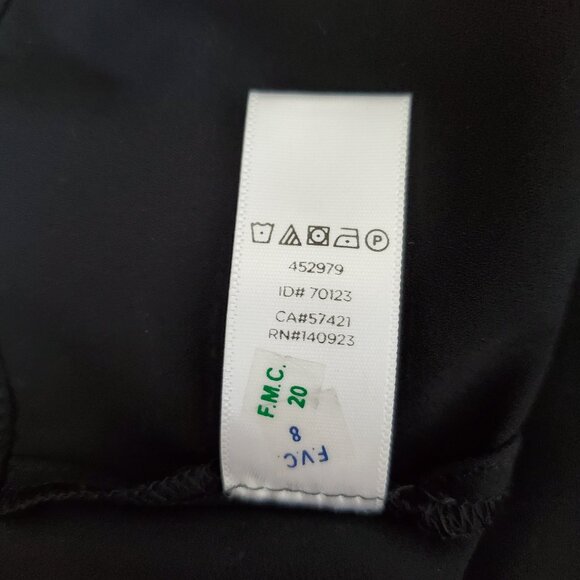 P
452979
ID# 70123
CA#57421
RN#140923
F.M.C.
20
F.V.C.
8